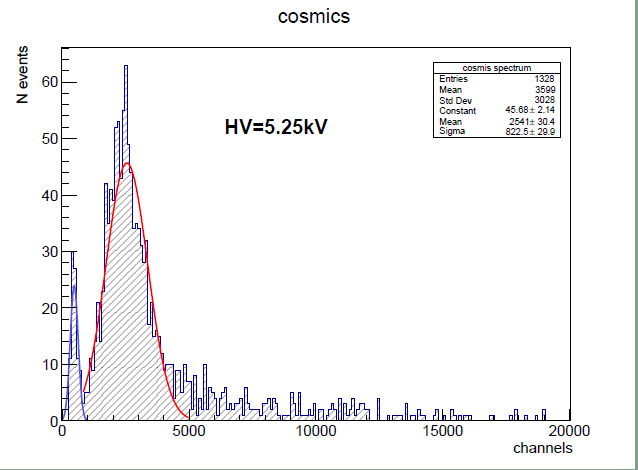 cosmics
N events
60
50
40
30
20
10
0
0 5000 10000 15000 20000
channels
HV=5.25kV
cosmis spectrum
Entries 1328
Mean 3599
Std Dev 3028
Constant 45.68± 2.14
Mean 2541± 30.4
Sigma 822.5± 29.9